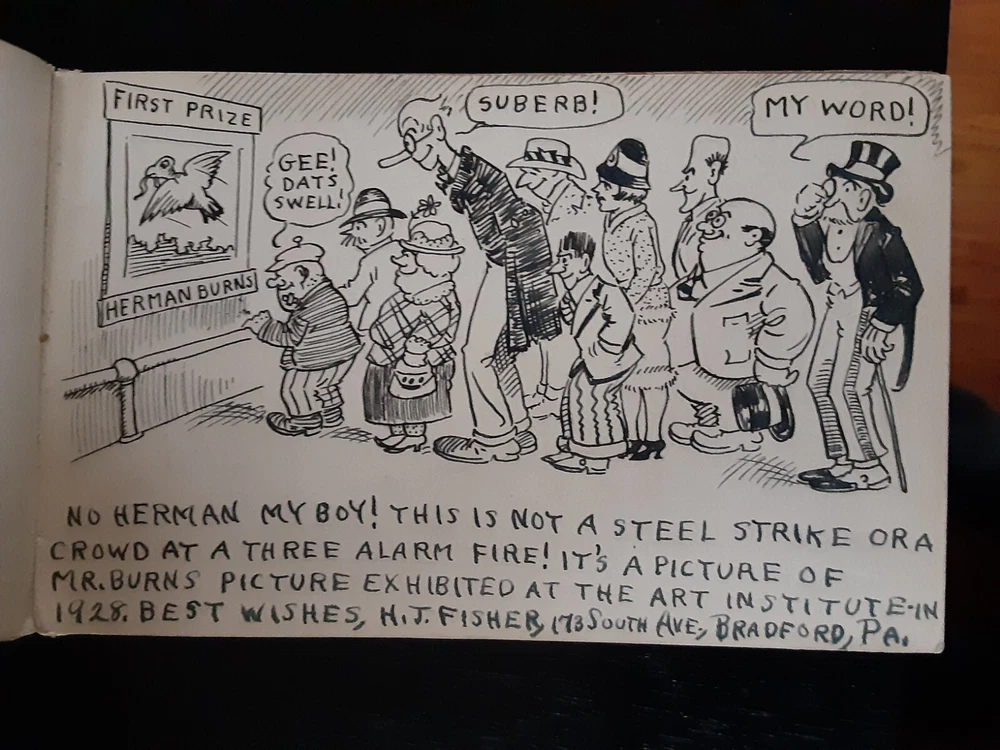 FIRST PRIZE
HERMAN BURNS
GEE!
DATS
SWELL!
SUBERB!
MY WORD!
NO HERMAN MY BOY! THIS IS NOT A STEEL STRIKE OR A
CROWD AT A THREE ALARM FIRE! IT'S A PICTURE OF
MR. BURNS PICTURE EXHIBITED AT THE ART INSTITUTE-IN
1928. BEST WISHES, H.J. FISHER, 173 SOUTH AVE, BRADFORD, PA.